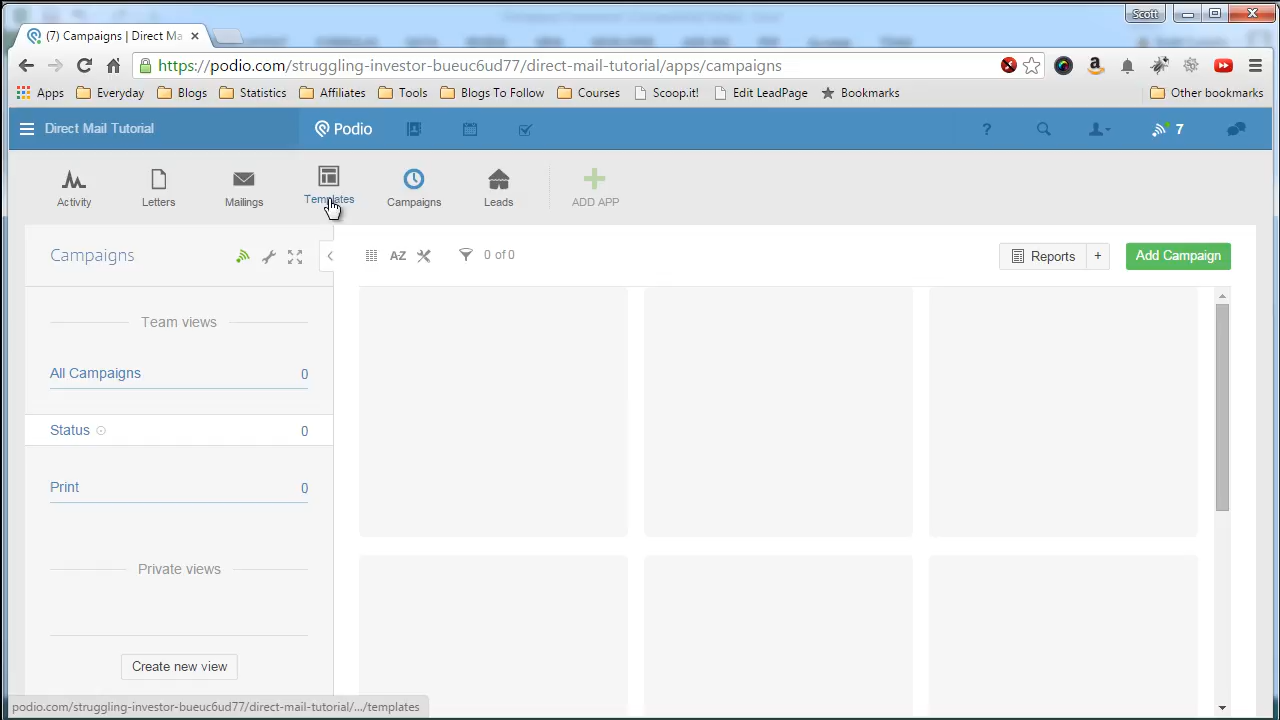 Scott
(7) Campaigns | Direct Ma
https://podio.com/struggling-investor-bueuc6ud77/direct-mail-tutorial/apps/campaigns
Apps Everyday Blogs Statistics Affiliates Tools Blogs To Follow Courses Scoop.it! Edit LeadPage Bookmarks Other bookmarks
Direct Mail Tutorial Podio ? 7
Activity Letters Mailings Templates Campaigns Leads ADD APP
Campaigns A-Z 0 of 0 Reports + Add Campaign
Team views
All Campaigns 0
Status 0
Print 0
Private views
Create new view
podio.com/struggling-investor-bueuc6ud77/direct-mail-tutorial/.../templates